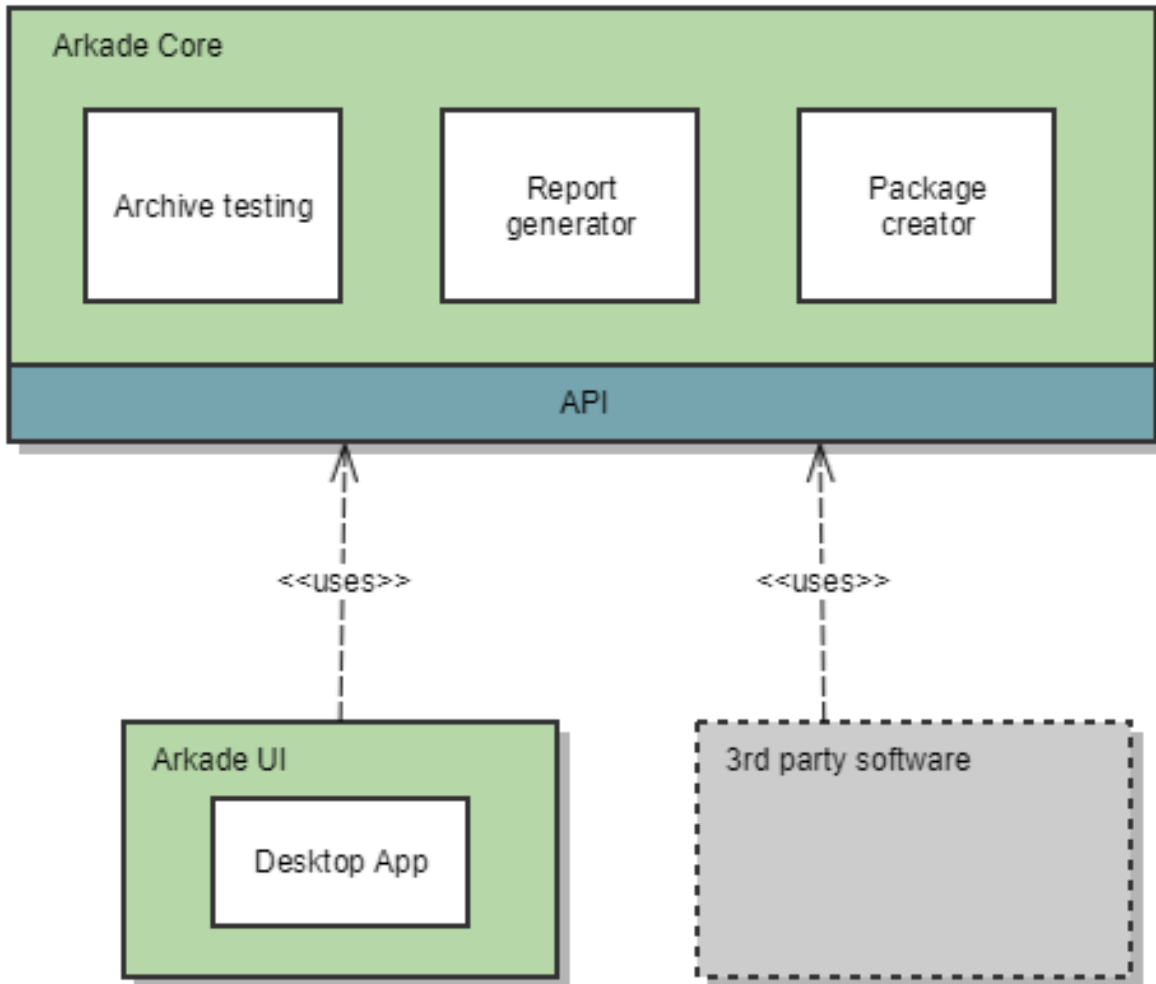 Arkade Core
Archive testing
Report
generator
Package
creator
API
<<uses>>
<<uses>>
Arkade UI
3rd party software
Desktop App